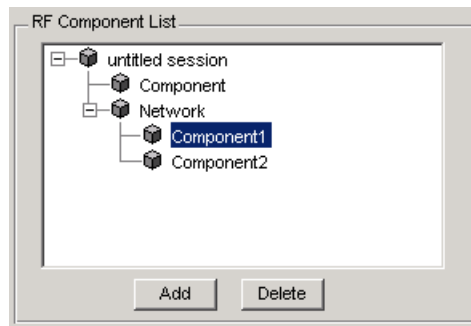 RF Component List
untitled session
Component
Network
Component1
Component2
Add Delete